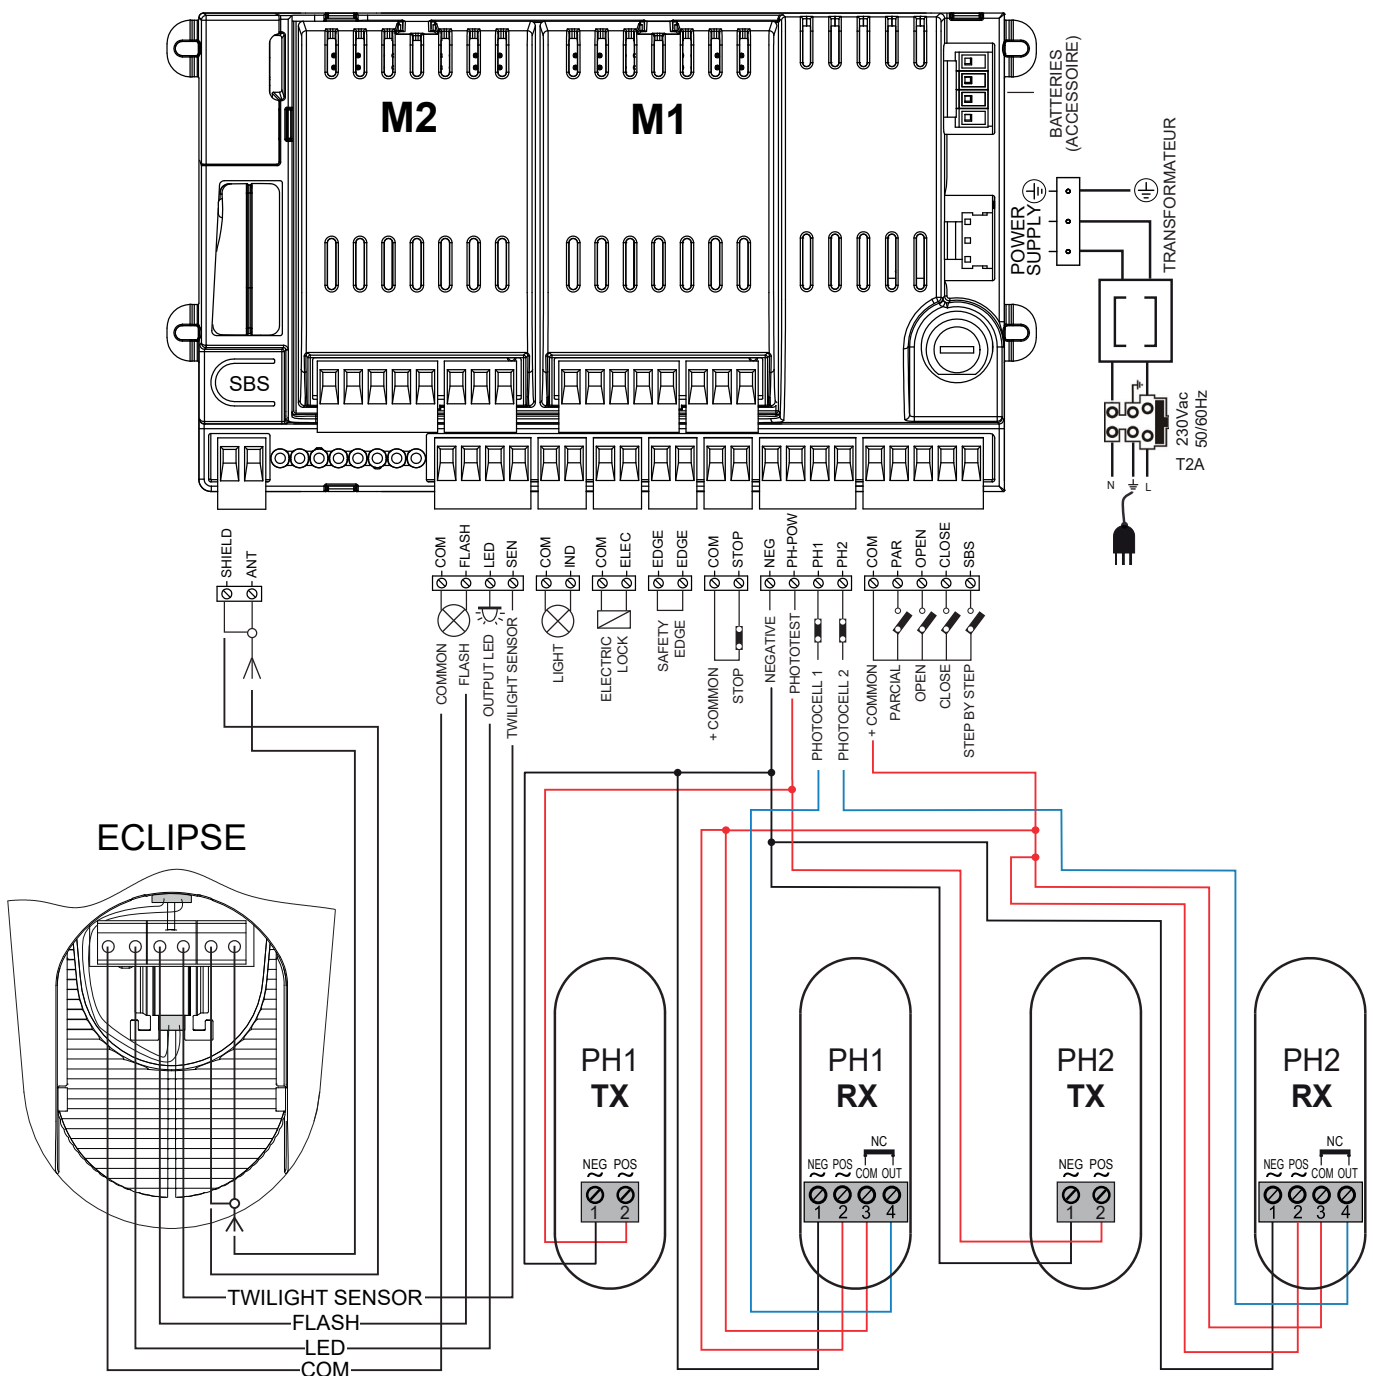 M2
M1
BATTERIES
(ACCESSOIRE)
POWER
SUPPLY
TRANSFORMATEUR
SBS
230Vac
50/60Hz
T2A
N
L
SHIELD
ANT
COM
FLASH
LED
SEN
COM
IND
COM
ELEC
EDGE
EDGE
COM
STOP
NEG
PH-POW
PH1
PH2
COM
PAR
OPEN
CLOSE
SBS
COMMON
FLASH
OUTPUT LED
TWILIGHT SENSOR
LIGHT
ELECTRIC
LOCK
SAFETY
EDGE
+ COMMON
STOP
NEGATIVE
PHOTOTEST
PHOTOCELL 1
PHOTOCELL 2
+ COMMON
PARCIAL
OPEN
CLOSE
STEP BY STEP
ECLIPSE
PH1
TX
NEG POS
~ ~
1 2
PH1
RX
NC
NEG POS COM OUT
~ ~
1 2 3 4
PH2
TX
NEG POS
~ ~
1 2
PH2
RX
NC
NEG POS COM OUT
~ ~
1 2 3 4
TWILIGHT SENSOR
FLASH
LED
COM